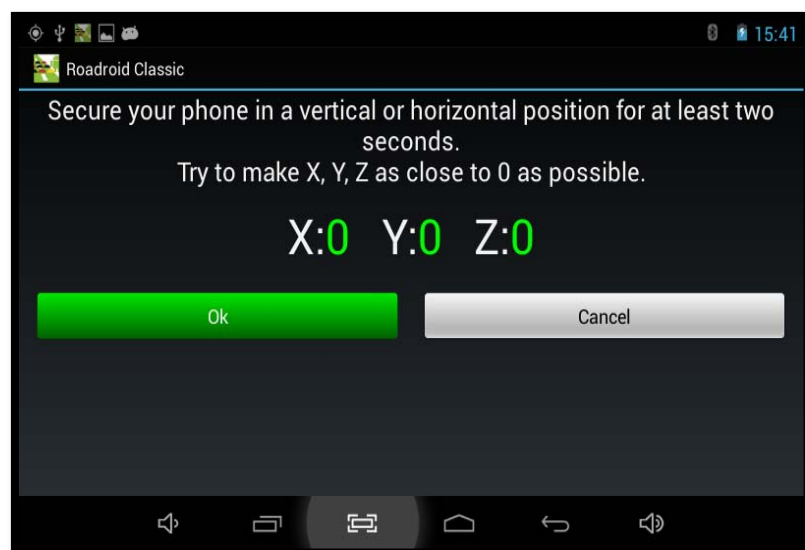 15:41
Roadroid Classic
Secure your phone in a vertical or horizontal position for at least two
seconds.
Try to make X, Y, Z as close to 0 as possible.
X:0 Y:0 Z:0
Ok Cancel